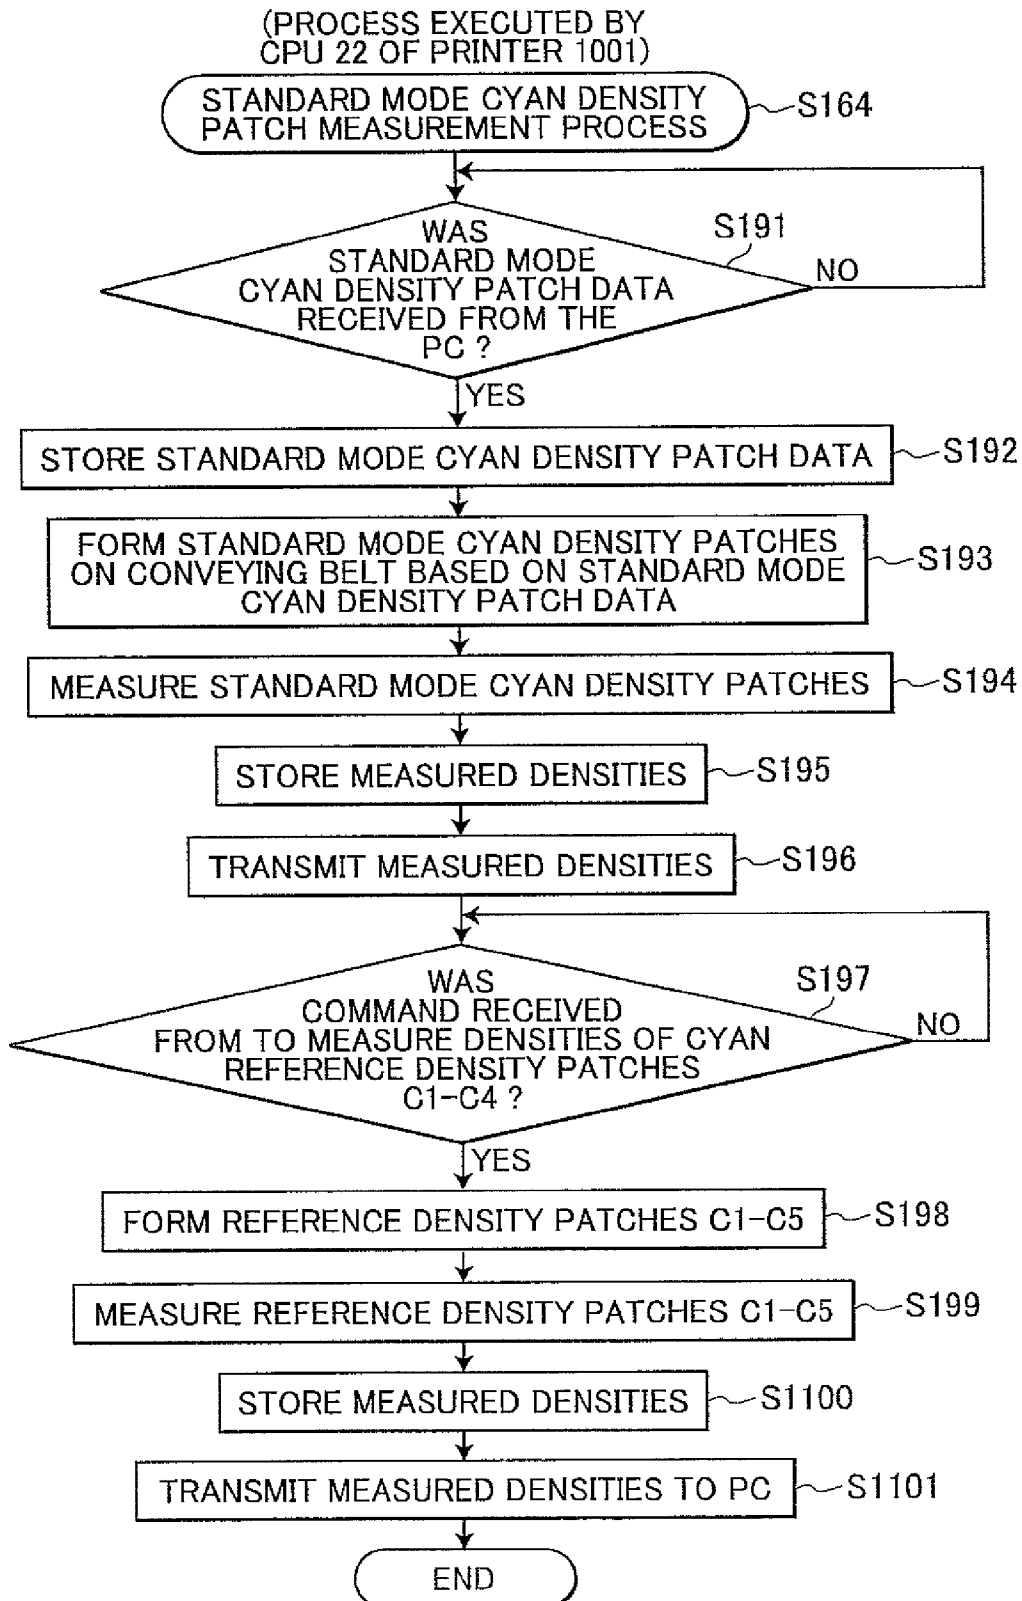 (PROCESS EXECUTED BY
CPU 22 OF PRINTER 1001)
STANDARD MODE CYAN DENSITY
PATCH MEASUREMENT PROCESS
S164
WAS
STANDARD MODE
CYAN DENSITY PATCH DATA
RECEIVED FROM THE
PC ?
S191
NO
YES
STORE STANDARD MODE CYAN DENSITY PATCH DATA
S192
FORM STANDARD MODE CYAN DENSITY PATCHES
ON CONVEYING BELT BASED ON STANDARD MODE
CYAN DENSITY PATCH DATA
S193
MEASURE STANDARD MODE CYAN DENSITY PATCHES
S194
STORE MEASURED DENSITIES
S195
TRANSMIT MEASURED DENSITIES
S196
WAS
COMMAND RECEIVED
FROM TO MEASURE DENSITIES OF CYAN
REFERENCE DENSITY PATCHES
C1-C4 ?
S197
NO
YES
FORM REFERENCE DENSITY PATCHES C1-C5
S198
MEASURE REFERENCE DENSITY PATCHES C1-C5
S199
STORE MEASURED DENSITIES
S1100
TRANSMIT MEASURED DENSITIES TO PC
S1101
END